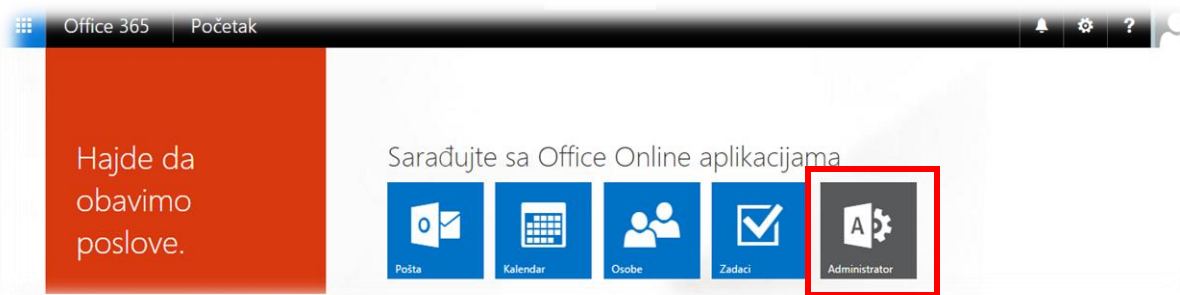 Office 365 Početak ?
Hajde da
obavimo
poslove.
Sarađujte sa Office Online aplikacijama
Pošta Kalendar Osobe Zadaci Administrator